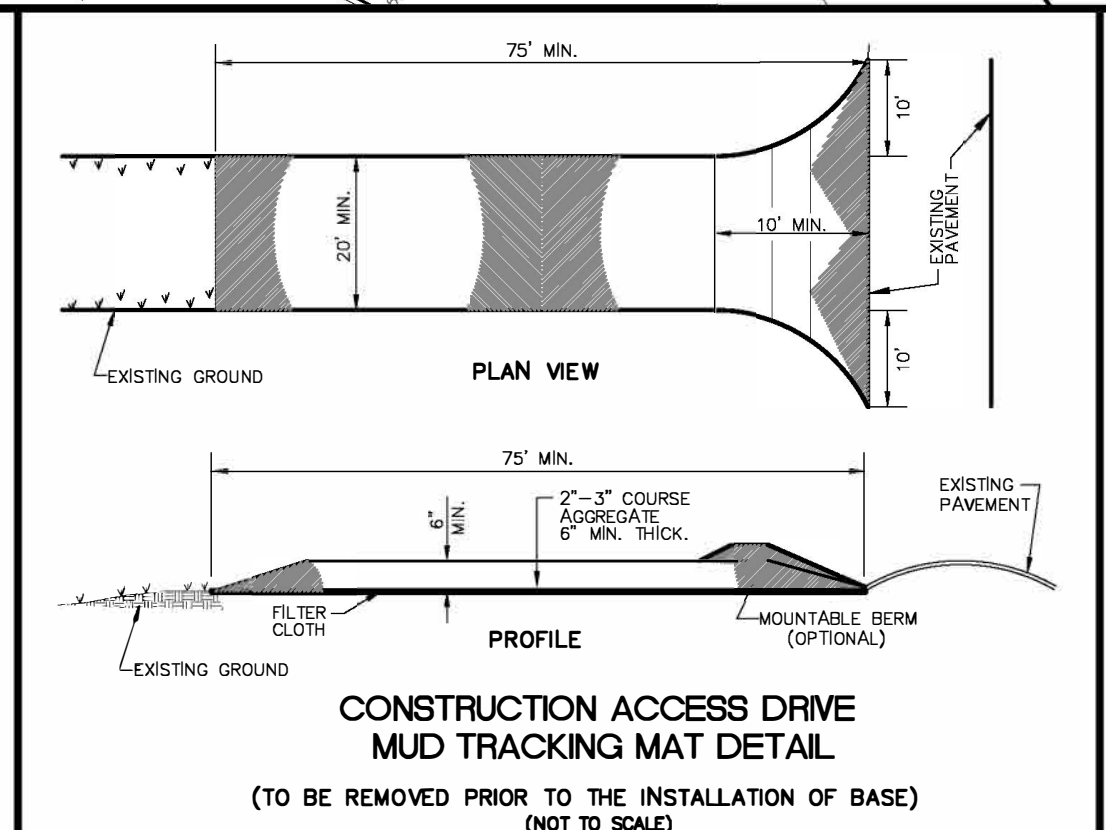 75' MIN.
10'
20' MIN.
10' MIN.
EXISTING
PAVEMENT
10'
EXISTING GROUND
PLAN VIEW
75' MIN.
6"
MIN.
2"-3" COURSE
AGGREGATE
6" MIN. THICK.
EXISTING
PAVEMENT
FILTER
CLOTH
MOUNTABLE BERM
(OPTIONAL)
PROFILE
EXISTING GROUND
CONSTRUCTION ACCESS DRIVE
MUD TRACKING MAT DETAIL
(TO BE REMOVED PRIOR TO THE INSTALLATION OF BASE)
(NOT TO SCALE)